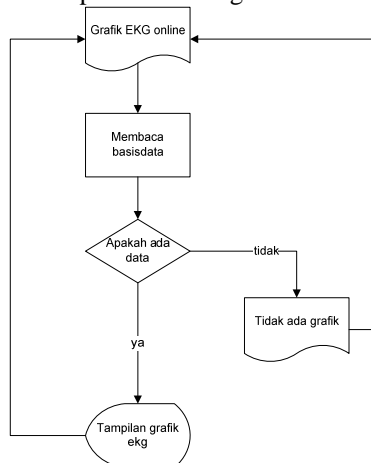 Grafik EKG online
Membaca
basisdata
Apakah ada
data
tidak
Tidak ada grafik
ya
Tampilan grafik
ekg